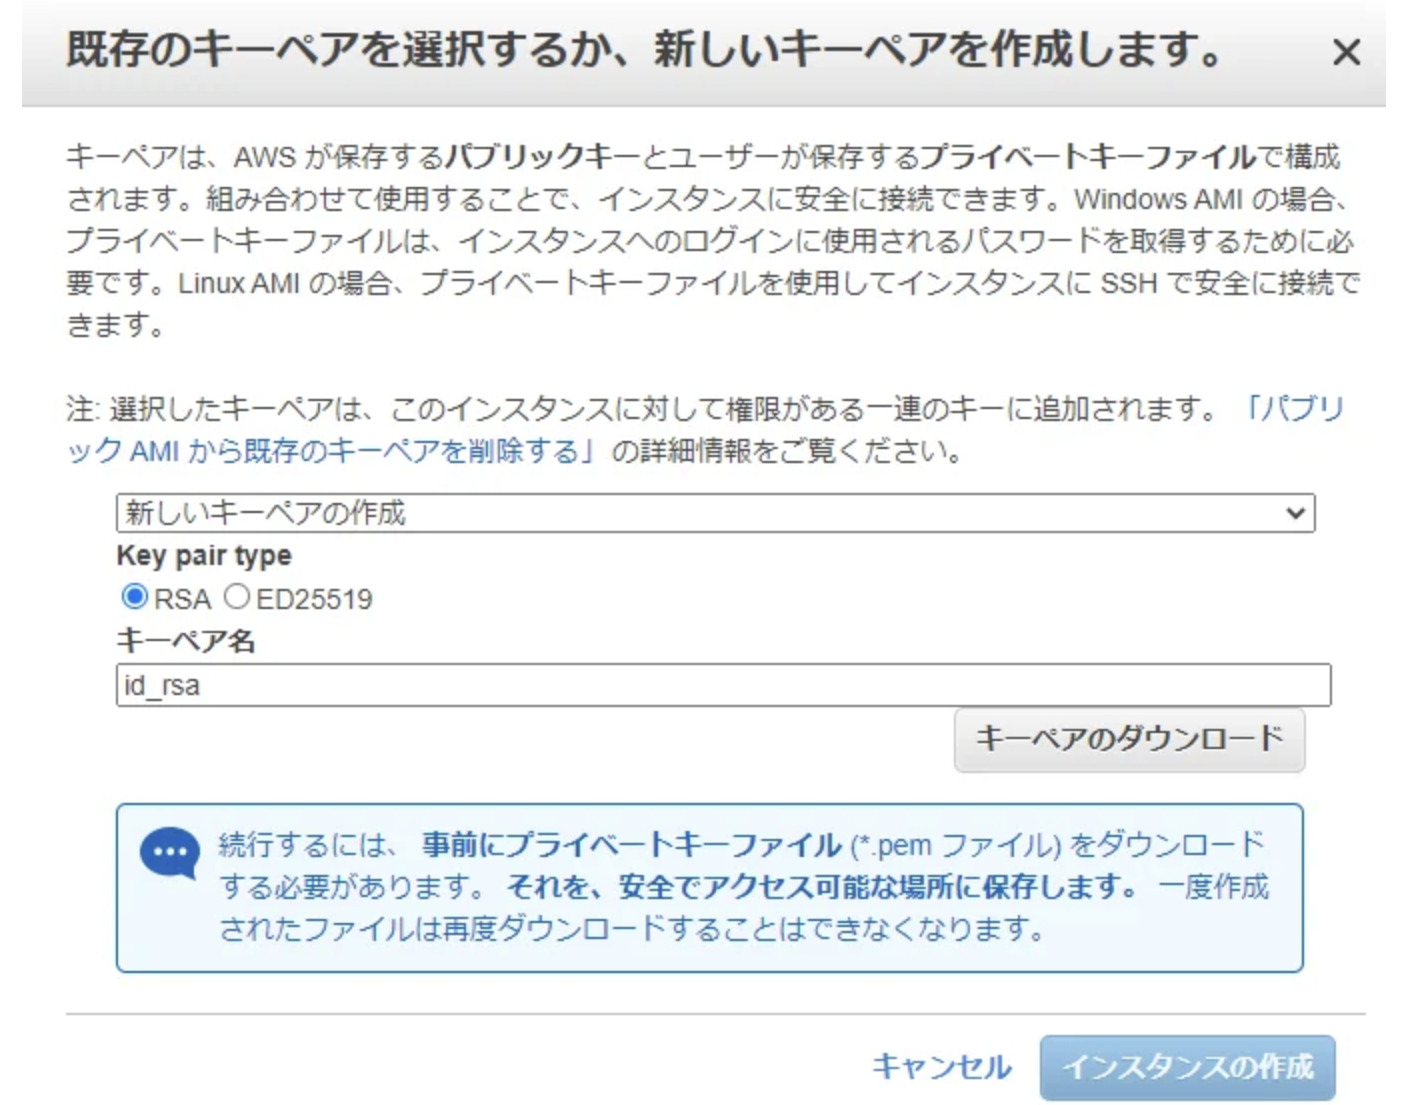 既存のキーペアを選択するか、新しいキーペアを作成します。 ×
キーペアは、AWS が保存するパブリックキーとユーザーが保存するプライベートキーファイルで構成
されます。組み合わせて使用することで、インスタンスに安全に接続できます。Windows AMI の場合、
プライベートキーファイルは、インスタンスへのログインに使用されるパスワードを取得するために必
要です。Linux AMI の場合、プライベートキーファイルを使用してインスタンスに SSH で安全に接続で
きます。
注: 選択したキーペアは、このインスタンスに対して権限がある一連のキーに追加されます。 「パブリ
ック AMI から既存のキーペアを削除する」 の詳細情報をご覧ください。
新しいキーペアの作成
Key pair type
RSA ED25519
キーペア名
id_rsa
キーペアのダウンロード
続行するには、 事前にプライベートキーファイル (*.pem ファイル) をダウンロード
する必要があります。 それを、安全でアクセス可能な場所に保存します。 一度作成
されたファイルは再度ダウンロードすることはできなくなります。
キャンセル インスタンスの作成